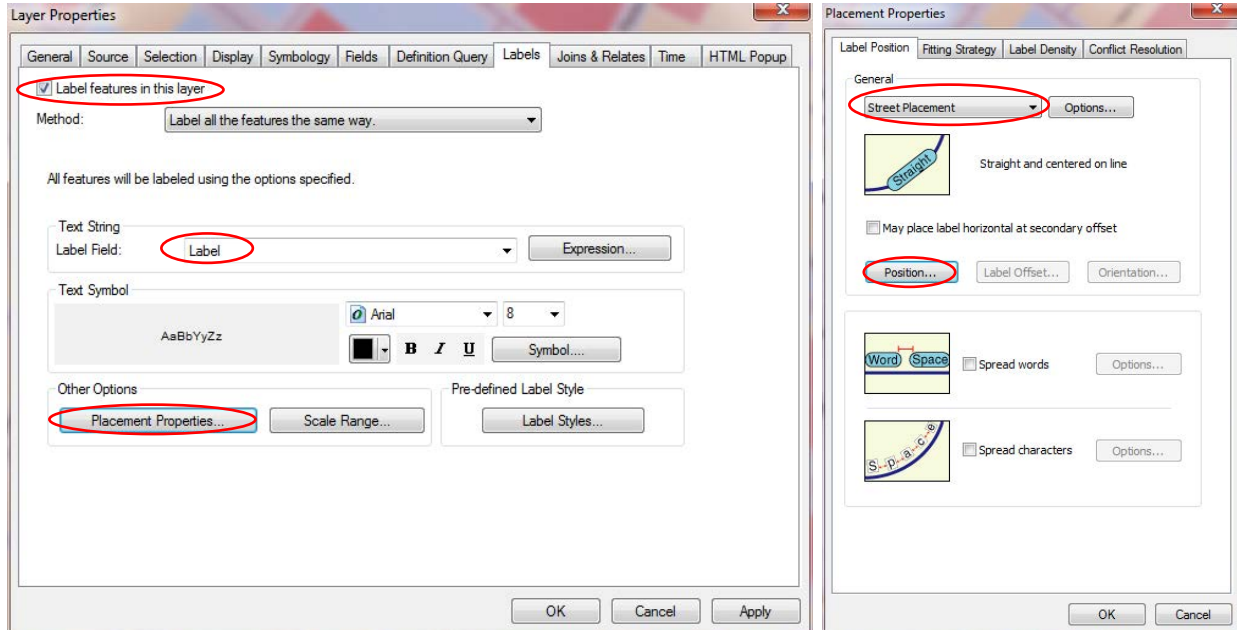 Layer Properties
X
General Source Selection Display Symbology Fields Definition Query Labels Joins & Relates Time HTML Popup
Label features in this layer
Method: Label all the features the same way.
All features will be labeled using the options specified.
Text String
Label Field: Label Expression...
Text Symbol
AaBbYyZz
O Arial 8
B I U Symbol....
Other Options
Placement Properties... Scale Range...
Pre-defined Label Style
Label Styles...
OK Cancel Apply
Placement Properties
X
Label Position Fitting Strategy Label Density Conflict Resolution
General
Street Placement Options...
Straight
Straight and centered on line
May place label horizontal at secondary offset
Position... Label Offset... Orientation...
Word Space Spread words Options...
S p a c e Spread characters Options...
OK Cancel